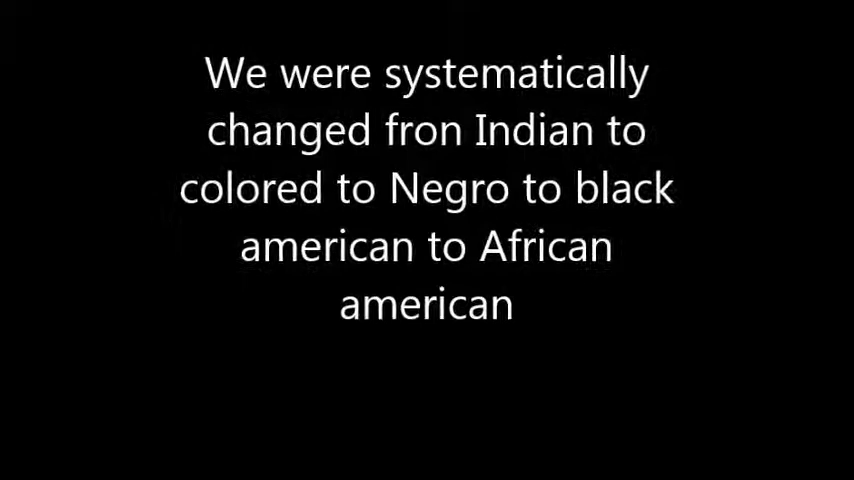 We were systematically
changed fron Indian to
colored to Negro to black
american to African
american